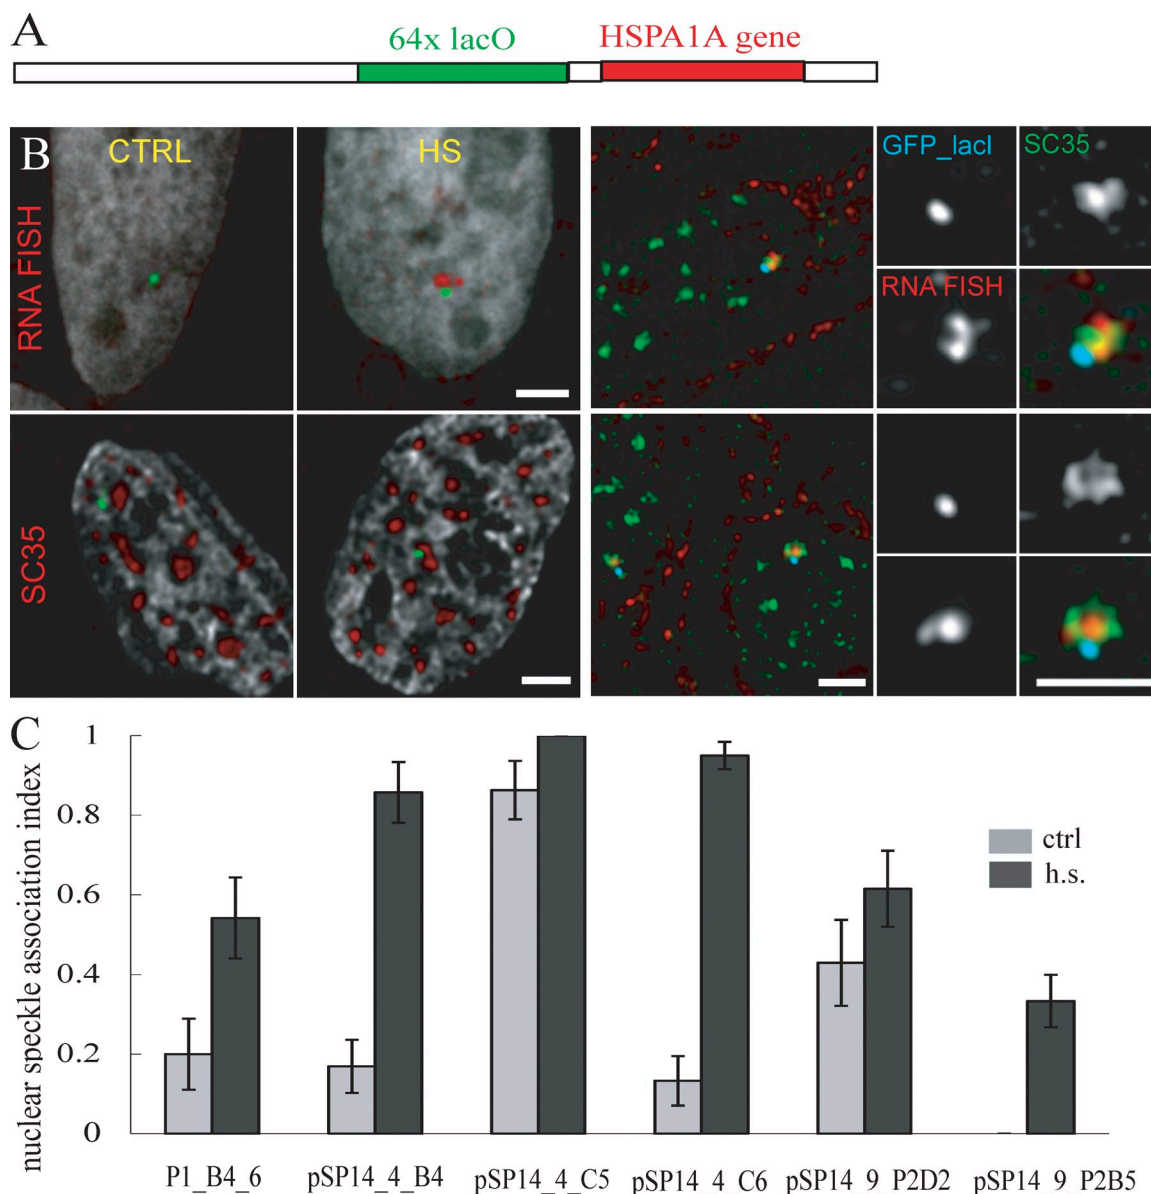 A
64x lacO HSPA1A gene
B
CTRL HS
GFP_lacI SC35
RNA FISH
RNA FISH
SC35
C
nuclear speckle association index
1
0.8
0.6
0.4
0.2
0
ctrl
h.s.
P1_B4_6 pSP14_4_B4 pSP14_4_C5 pSP14_4_C6 pSP14_9_P2D2 pSP14_9_P2B5